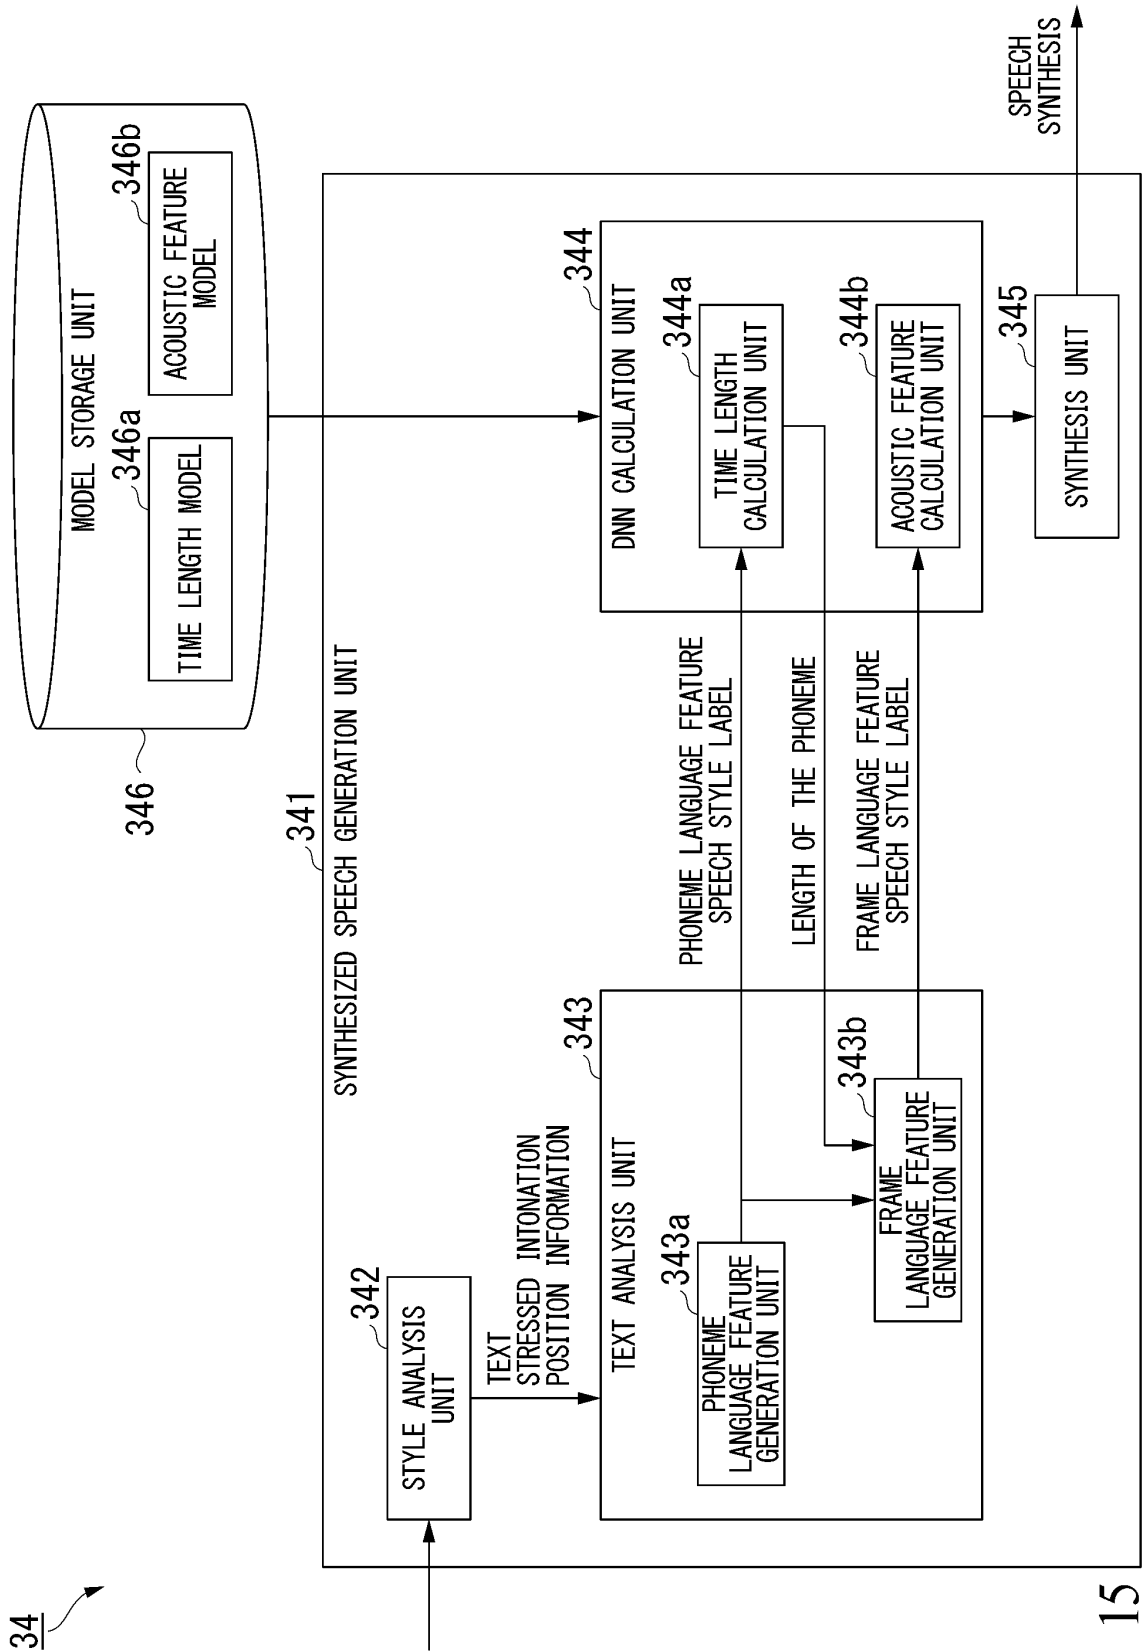 34
346
MODEL STORAGE UNIT
346a
TIME LENGTH MODEL
346b
ACOUSTIC FEATURE
MODEL
341
SYNTHESIZED SPEECH GENERATION UNIT
342
STYLE ANALYSIS
UNIT
TEXT
STRESSED INTONATION
POSITION INFORMATION
343
TEXT ANALYSIS UNIT
343a
PHONEME
LANGUAGE FEATURE
GENERATION UNIT
343b
FRAME
LANGUAGE FEATURE
GENERATION UNIT
PHONEME LANGUAGE FEATURE
SPEECH STYLE LABEL
LENGTH OF THE PHONEME
FRAME LANGUAGE FEATURE
SPEECH STYLE LABEL
344
DNN CALCULATION UNIT
344a
TIME LENGTH
CALCULATION UNIT
344b
ACOUSTIC FEATURE
CALCULATION UNIT
345
SYNTHESIS UNIT
SPEECH
SYNTHESIS
15